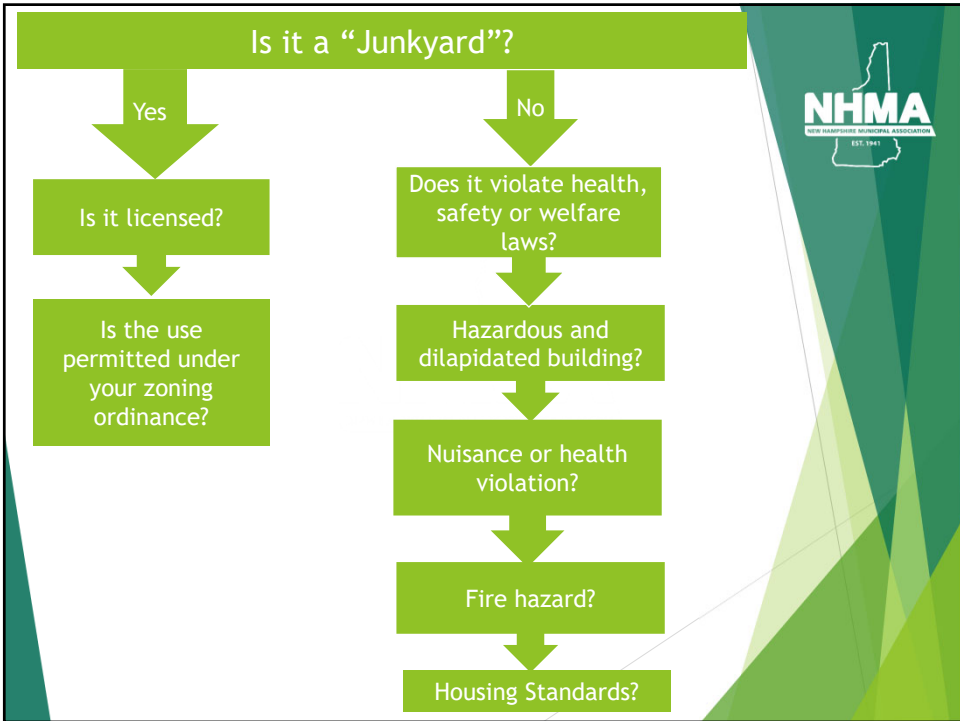 Is it a “Junkyard”?
Yes
No
NHMA
NEW HAMPSHIRE MUNICIPAL ASSOCIATION
EST. 1941
Is it licensed?
Is the use
permitted under
your zoning
ordinance?
Does it violate health,
safety or welfare
laws?
Hazardous and
dilapidated building?
Nuisance or health
violation?
Fire hazard?
Housing Standards?